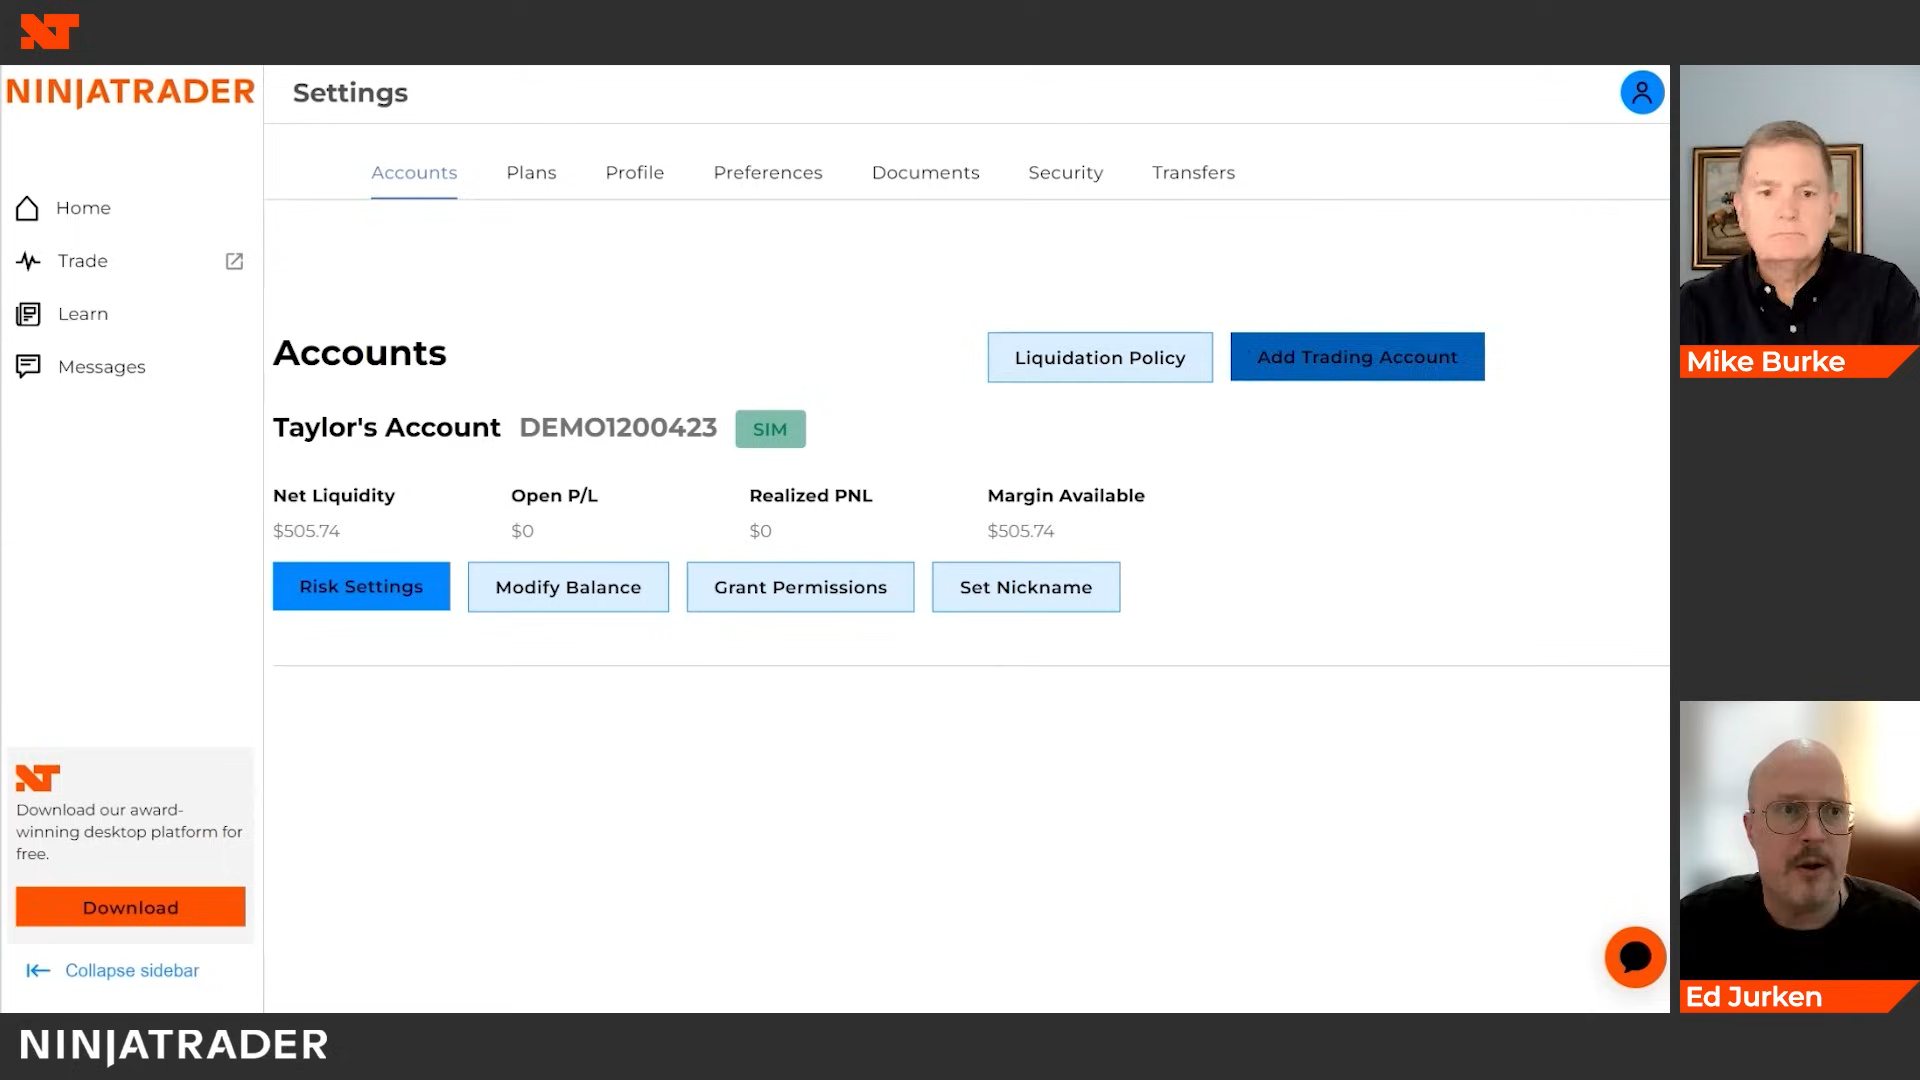 NT
NINJATRADER
Settings
Accounts Plans Profile Preferences Documents Security Transfers
Home
Trade
Learn
Messages
Accounts
Liquidation Policy
Add Trading Account
Taylor's Account DEMO1200423 SIM
Net Liquidity Open P/L Realized PNL Margin Available
$505.74 $0 $0 $505.74
Risk Settings Modify Balance Grant Permissions Set Nickname
NT
Download our award-
winning desktop platform for
free.
Download
Collapse sidebar
Mike Burke
Ed Jurken
NINJATRADER